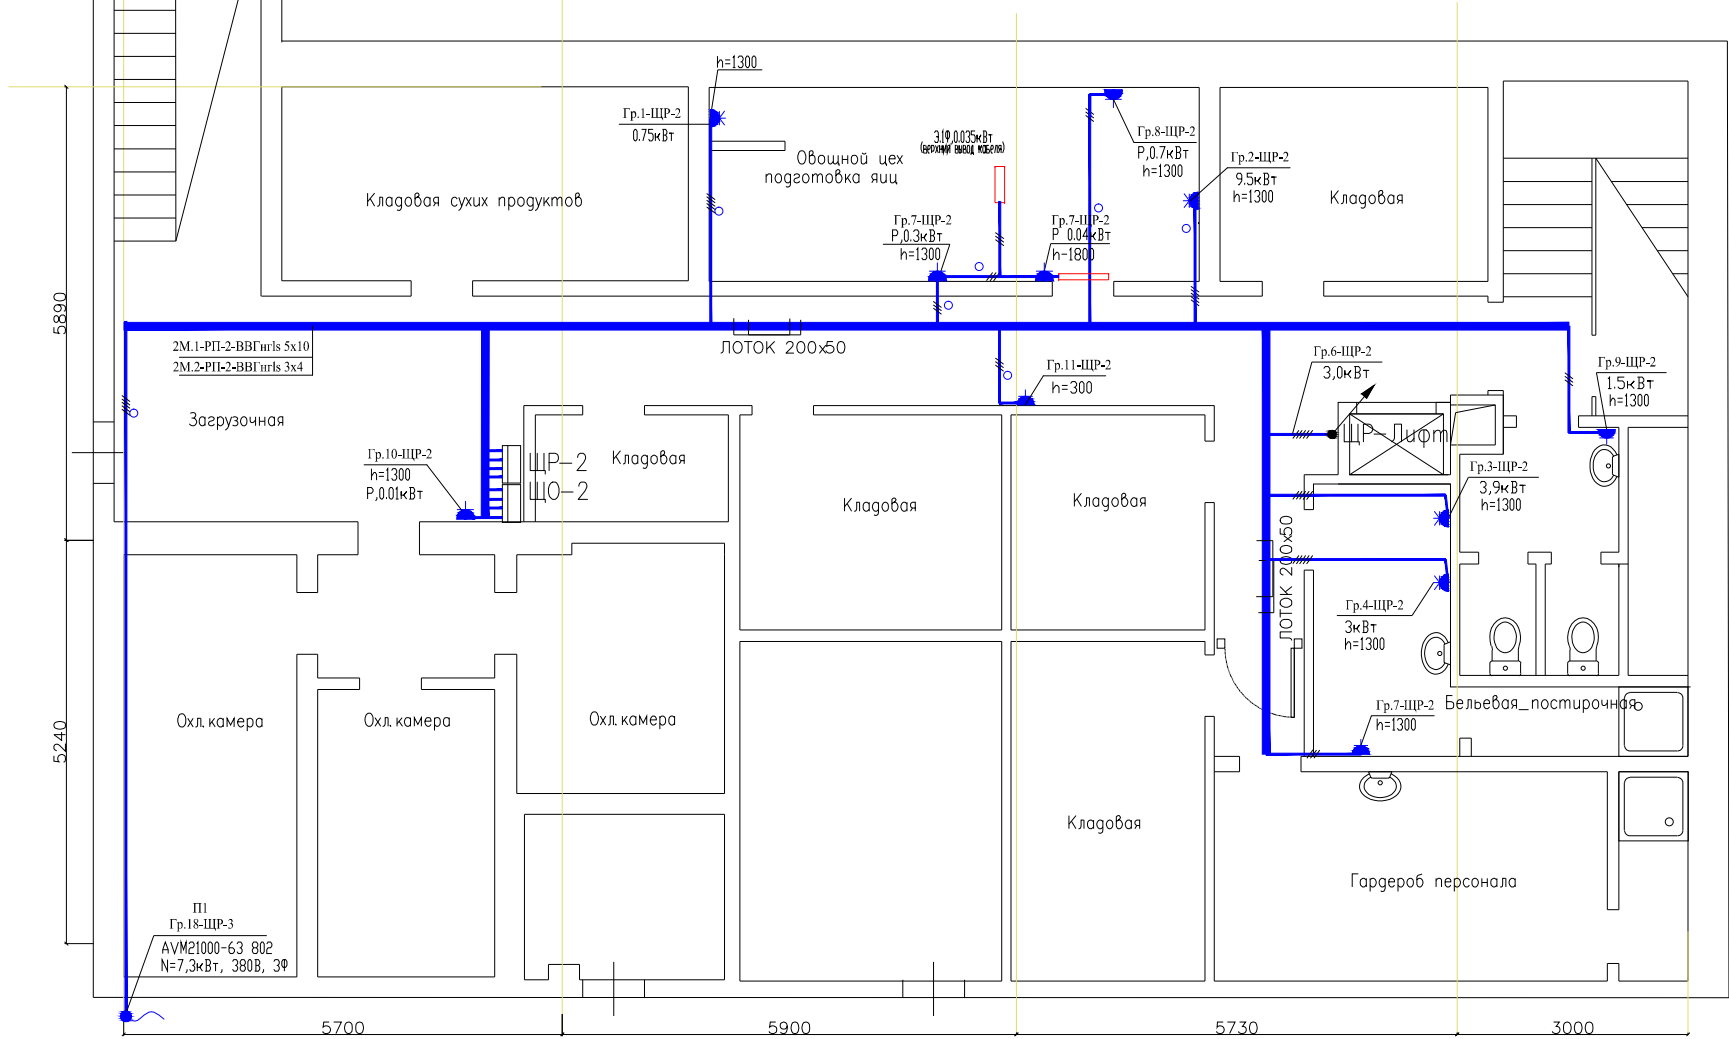 h=1300
Гр.1-ЩР-2
0.75кВт
Кладовая сухих продуктов
Овощной цех
подготовка яиц
3.1Ф,0.035кВт
(верхний вывод кабеля)
Гр.8-ЩР-2
Р,0.7кВт
h=1300
Гр.2-ЩР-2
9.5кВт
h=1300
Кладовая
Гр.7-ЩР-2
Р,0.3кВт
h=1300
Гр.7-ЩР-2
Р 0.04кВт
h-1800
5890
2М.1-РП-2-ВВГнгls 5x10
2М.2-РП-2-ВВГнгls 3x4
ЛОТОК 200x50
Гр.11-ЩР-2
h=300
Гр.6-ЩР-2
3,0кВт
Гр.9-ЩР-2
1.5кВт
h=1300
Загрузочная
ЩР-Лифт
Гр.10-ЩР-2
h=1300
Р,0.01кВт
ЩР-2
ЩО-2
Кладовая
Кладовая
Кладовая
Гр.3-ЩР-2
3,9кВт
h=1300
ЛОТОК 200x50
Гр.4-ЩР-2
3кВт
h=1300
5240
Охл.камера
Охл.камера
Охл.камера
Гр.7-ЩР-2
h=1300
Бельевая_постирочная
Кладовая
Гардероб персонала
П1
Гр.18-ЩР-3
AVM21000-63 802
N=7,3кВт, 380В, 3Ф
5700
5900
5730
3000